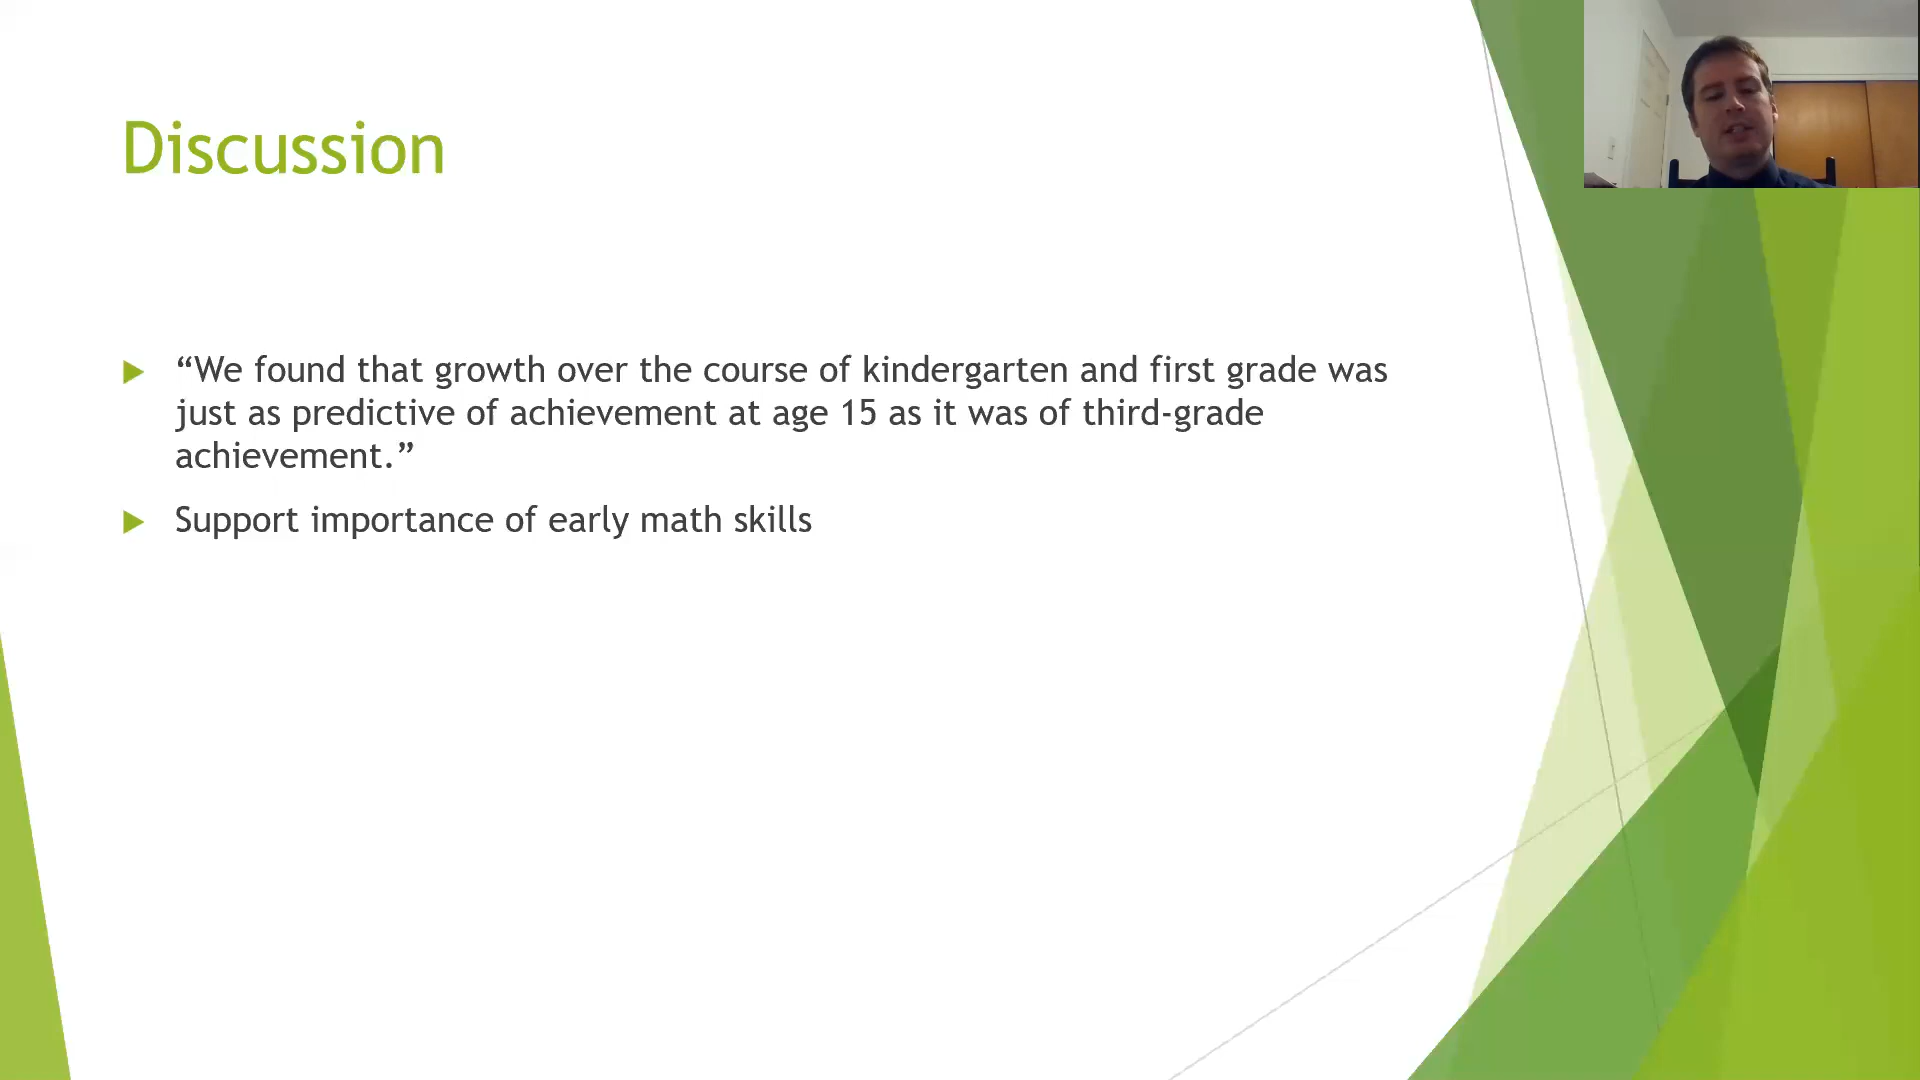 Discussion
“We found that growth over the course of kindergarten and first grade was
just as predictive of achievement at age 15 as it was of third-grade
achievement.”
Support importance of early math skills